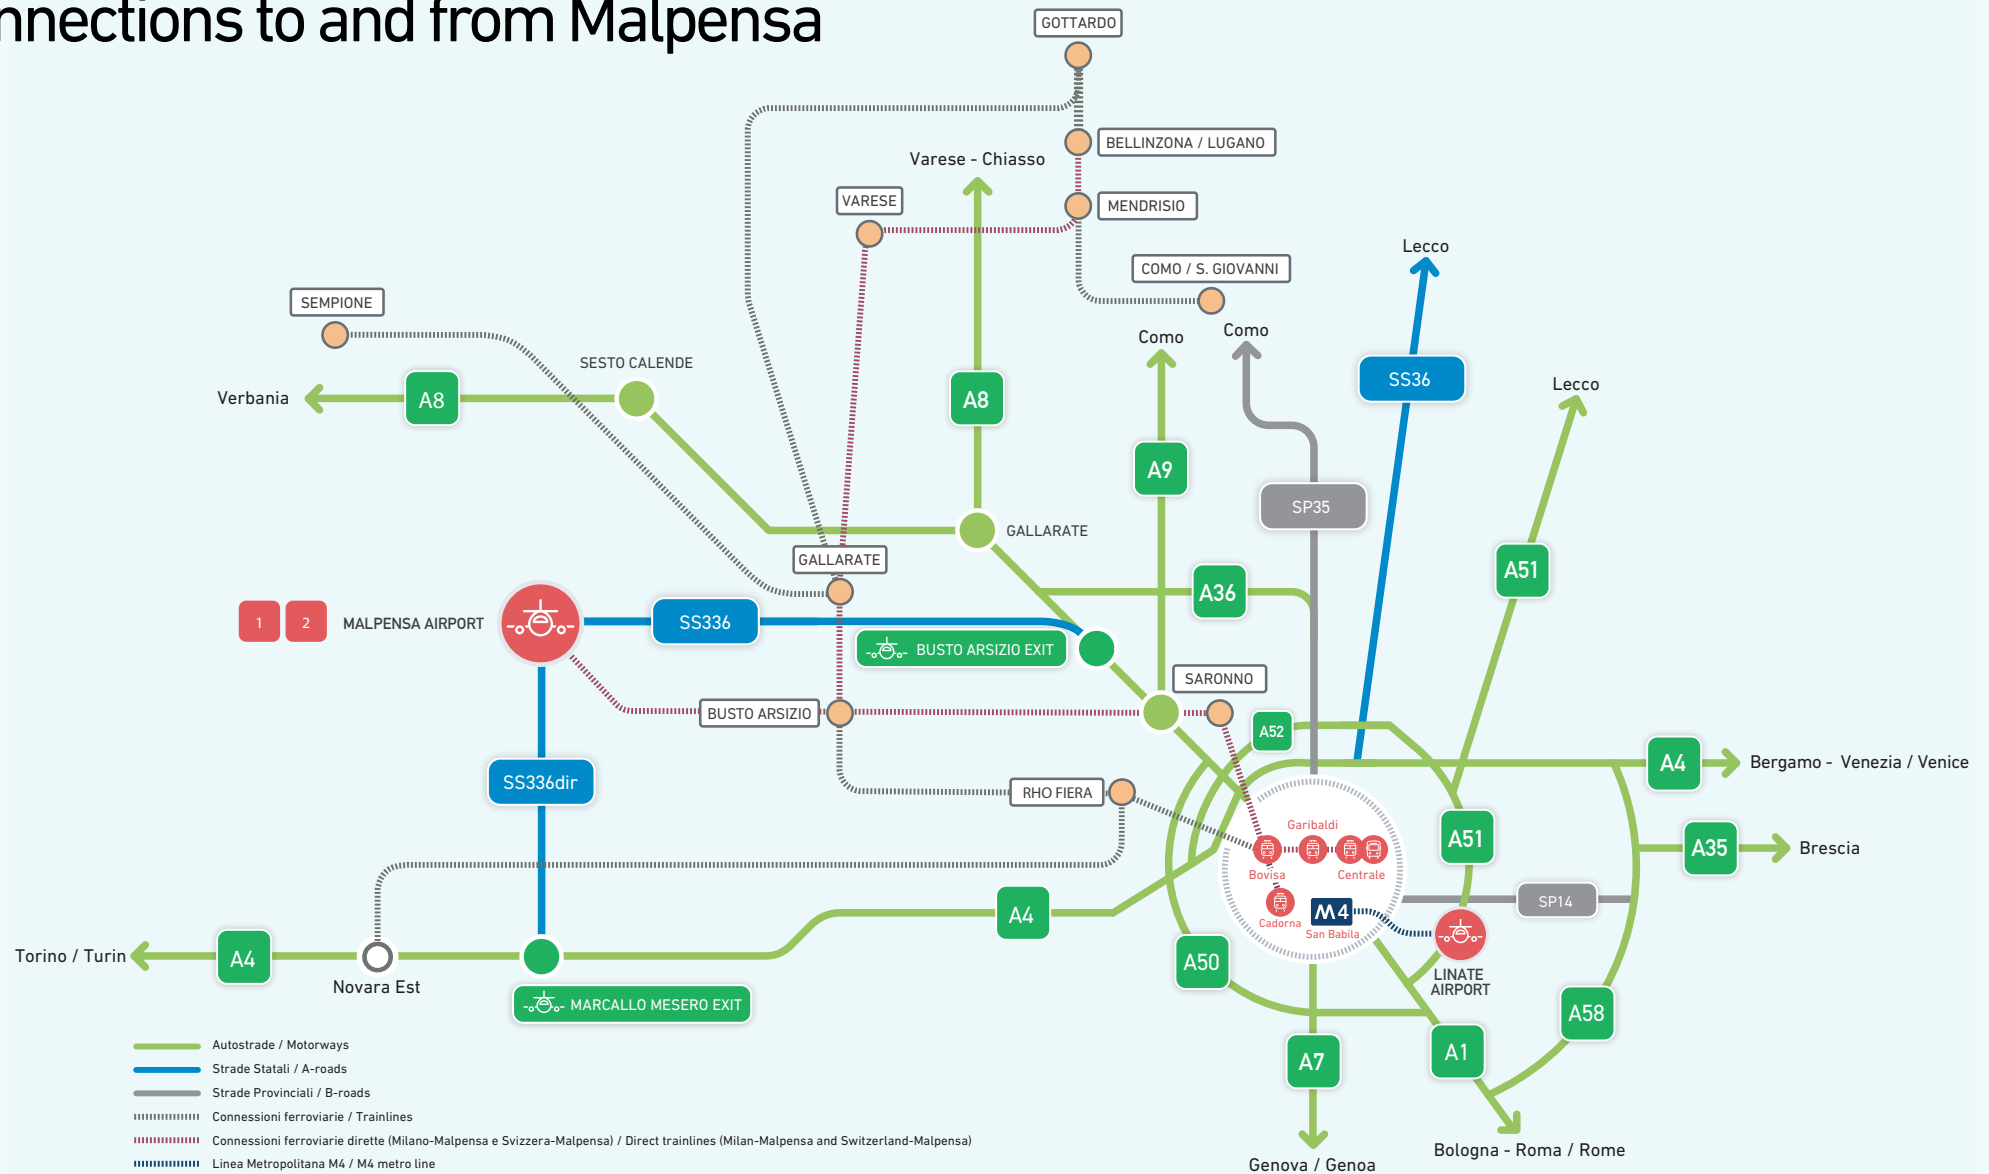 nnections to and from Malpensa
GOTTARDO
BELLINZONA / LUGANO
Varese - Chiasso
VARESE
MENDRISIO
Lecco
COMO / S. GIOVANNI
SEMPIONE
Como
Como
SESTO CALENDE
SS36
Lecco
Verbania
A8
A8
A9
SP35
GALLARATE
GALLARATE
A51
A36
1
2
MALPENSA AIRPORT
SS336
BUSTO ARSIZIO EXIT
SARONNO
BUSTO ARSIZIO
A52
A4
Bergamo - Venezia / Venice
SS336dir
RHO FIERA
Garibaldi
A51
A35
Brescia
Bovisa
Centrale
SP14
A4
M4
Cadorna
San Babila
Torino / Turin
A4
A50
Novara Est
LINATE
AIRPORT
MARCALLO MESERO EXIT
A58
A1
A7
Autostrade / Motorways
Strade Statali / A-roads
Strade Provinciali / B-roads
Connessioni ferroviarie / Trainlines
Connessioni ferroviarie dirette (Milano-Malpensa e Svizzera-Malpensa) / Direct trainlines (Milan-Malpensa and Switzerland-Malpensa)
Linea Metropolitana M4 / M4 metro line
Bologna - Roma / Rome
Genova / Genoa